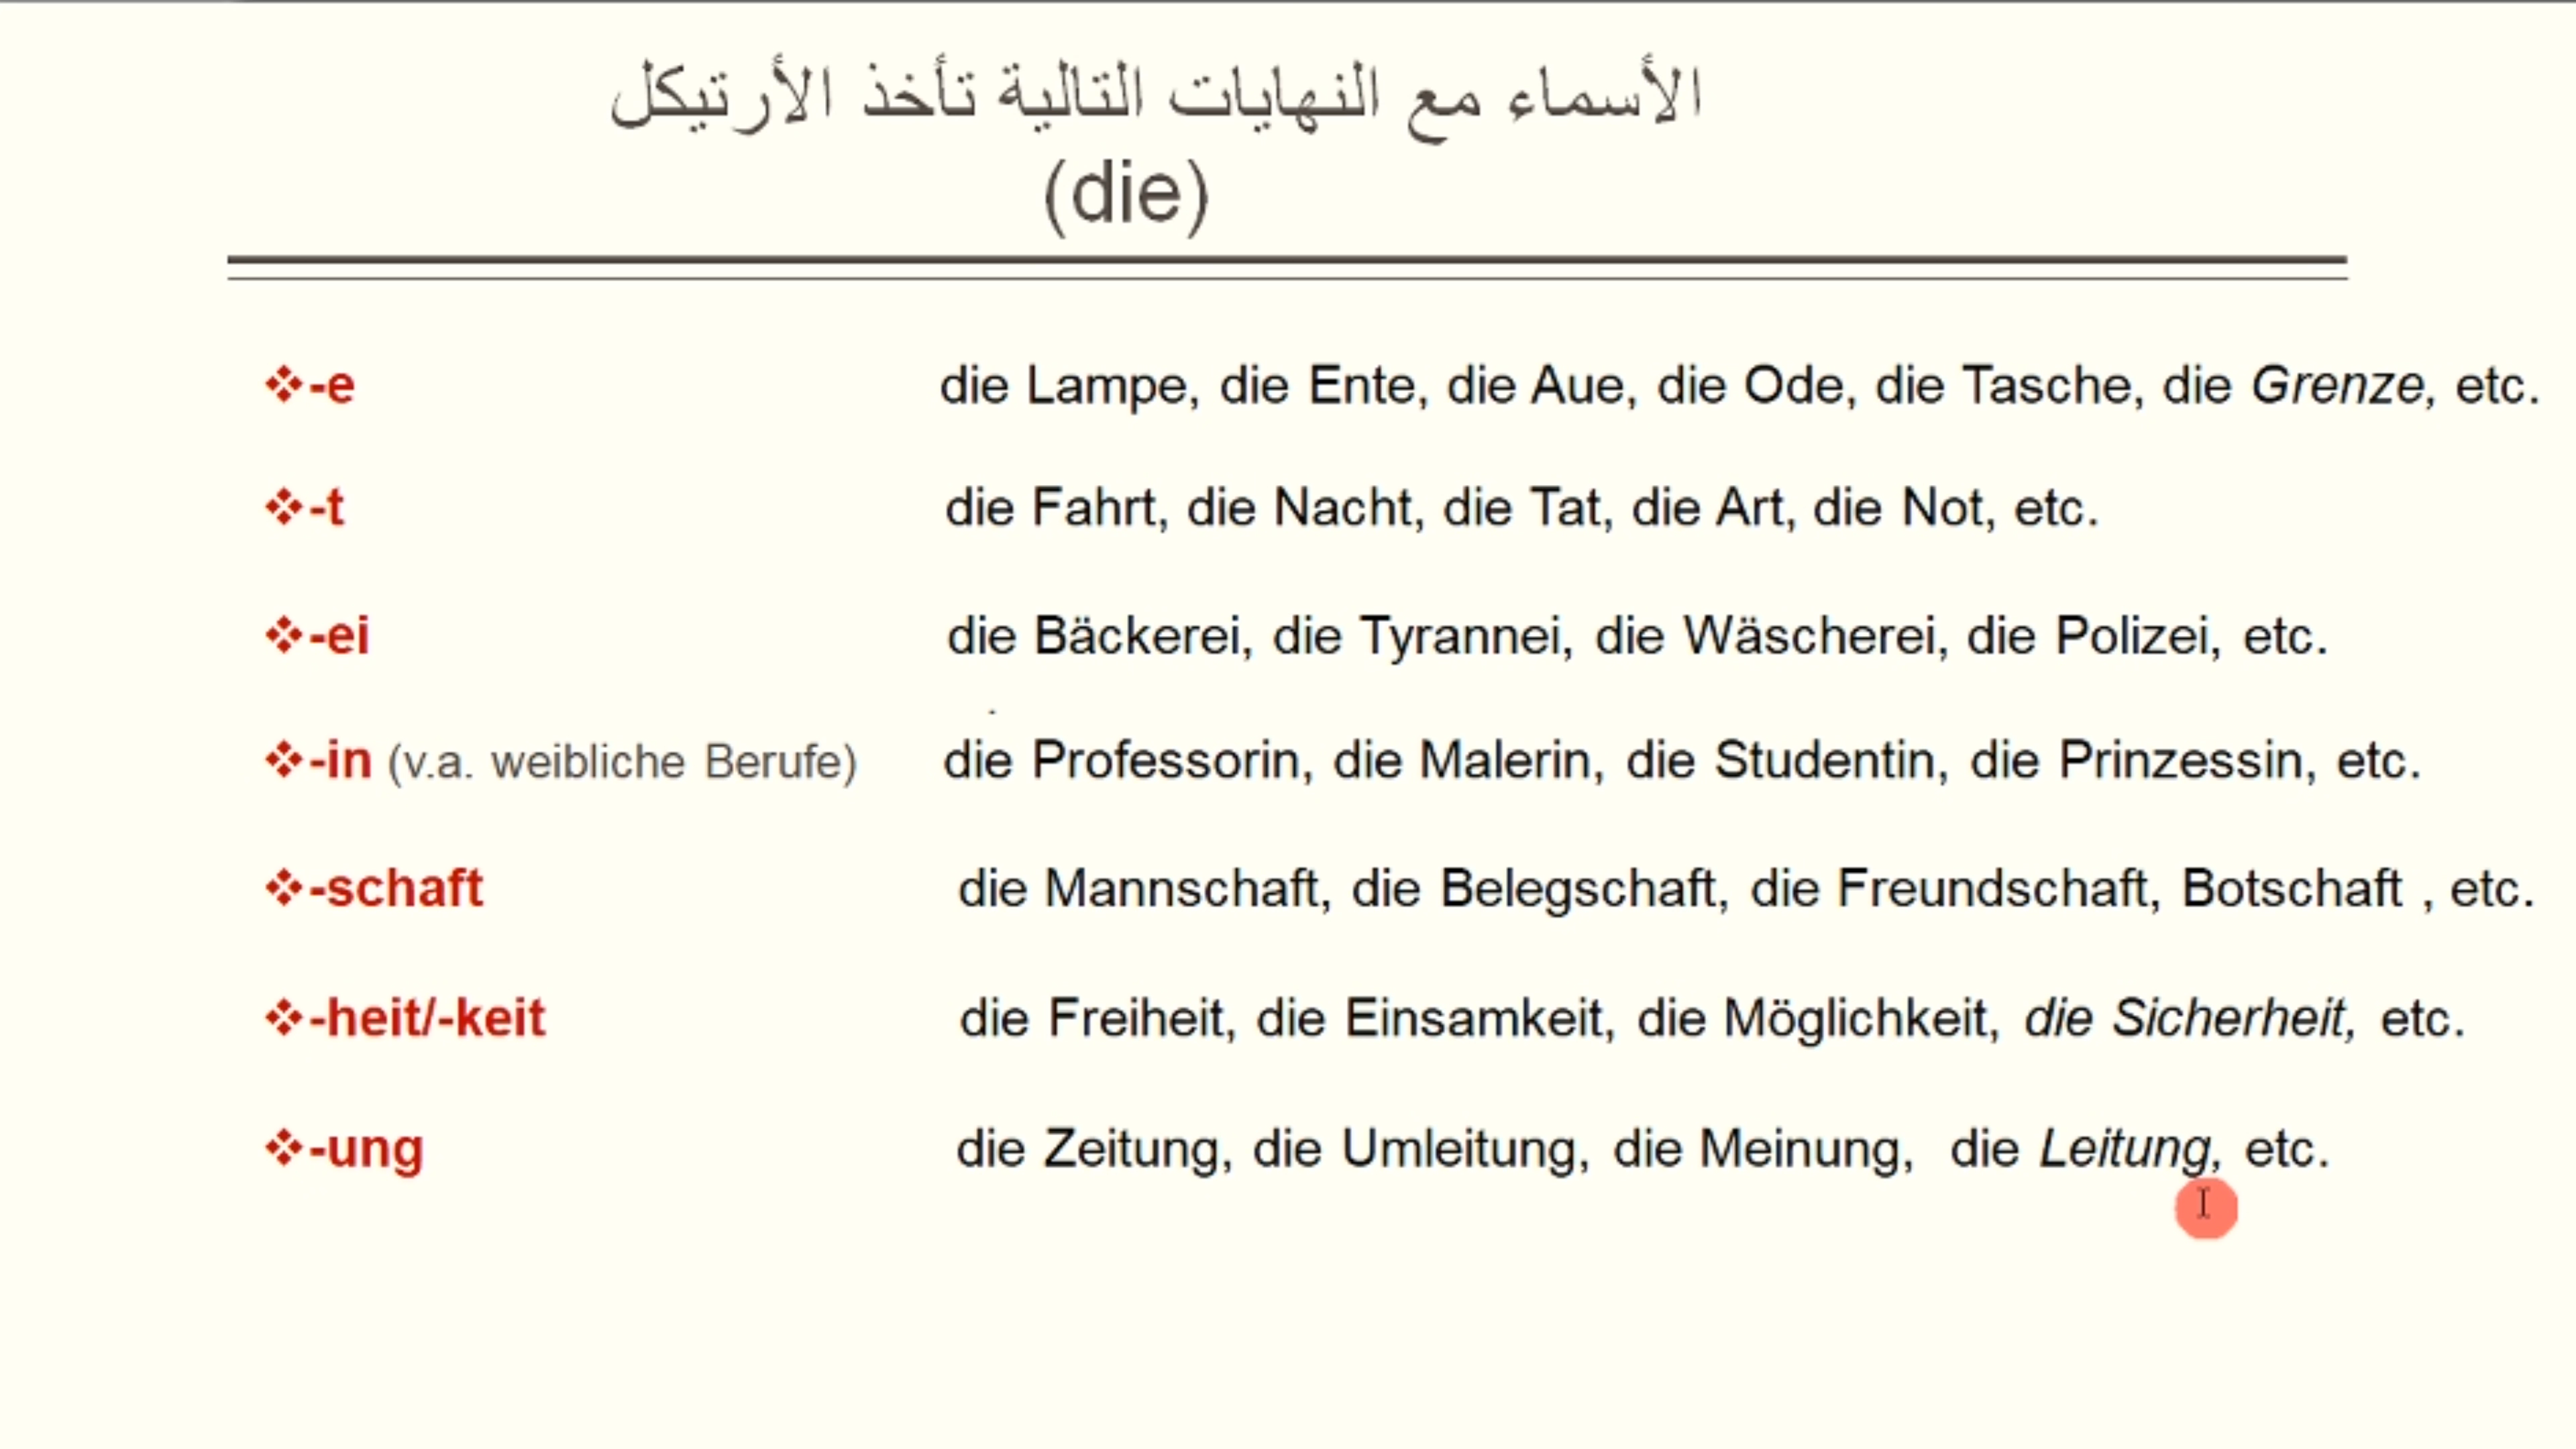 الأسماء مع النهايات التالية تأخذ الأرتيكل
(die)
❖-e die Lampe, die Ente, die Aue, die Ode, die Tasche, die Grenze, etc.
❖-t die Fahrt, die Nacht, die Tat, die Art, die Not, etc.
❖-ei die Bäckerei, die Tyrannei, die Wäscherei, die Polizei, etc.
❖-in (v.a. weibliche Berufe) die Professorin, die Malerin, die Studentin, die Prinzessin, etc.
❖-schaft die Mannschaft, die Belegschaft, die Freundschaft, Botschaft , etc.
❖-heit/-keit die Freiheit, die Einsamkeit, die Möglichkeit, die Sicherheit, etc.
❖-ung die Zeitung, die Umleitung, die Meinung, die Leitung, etc.